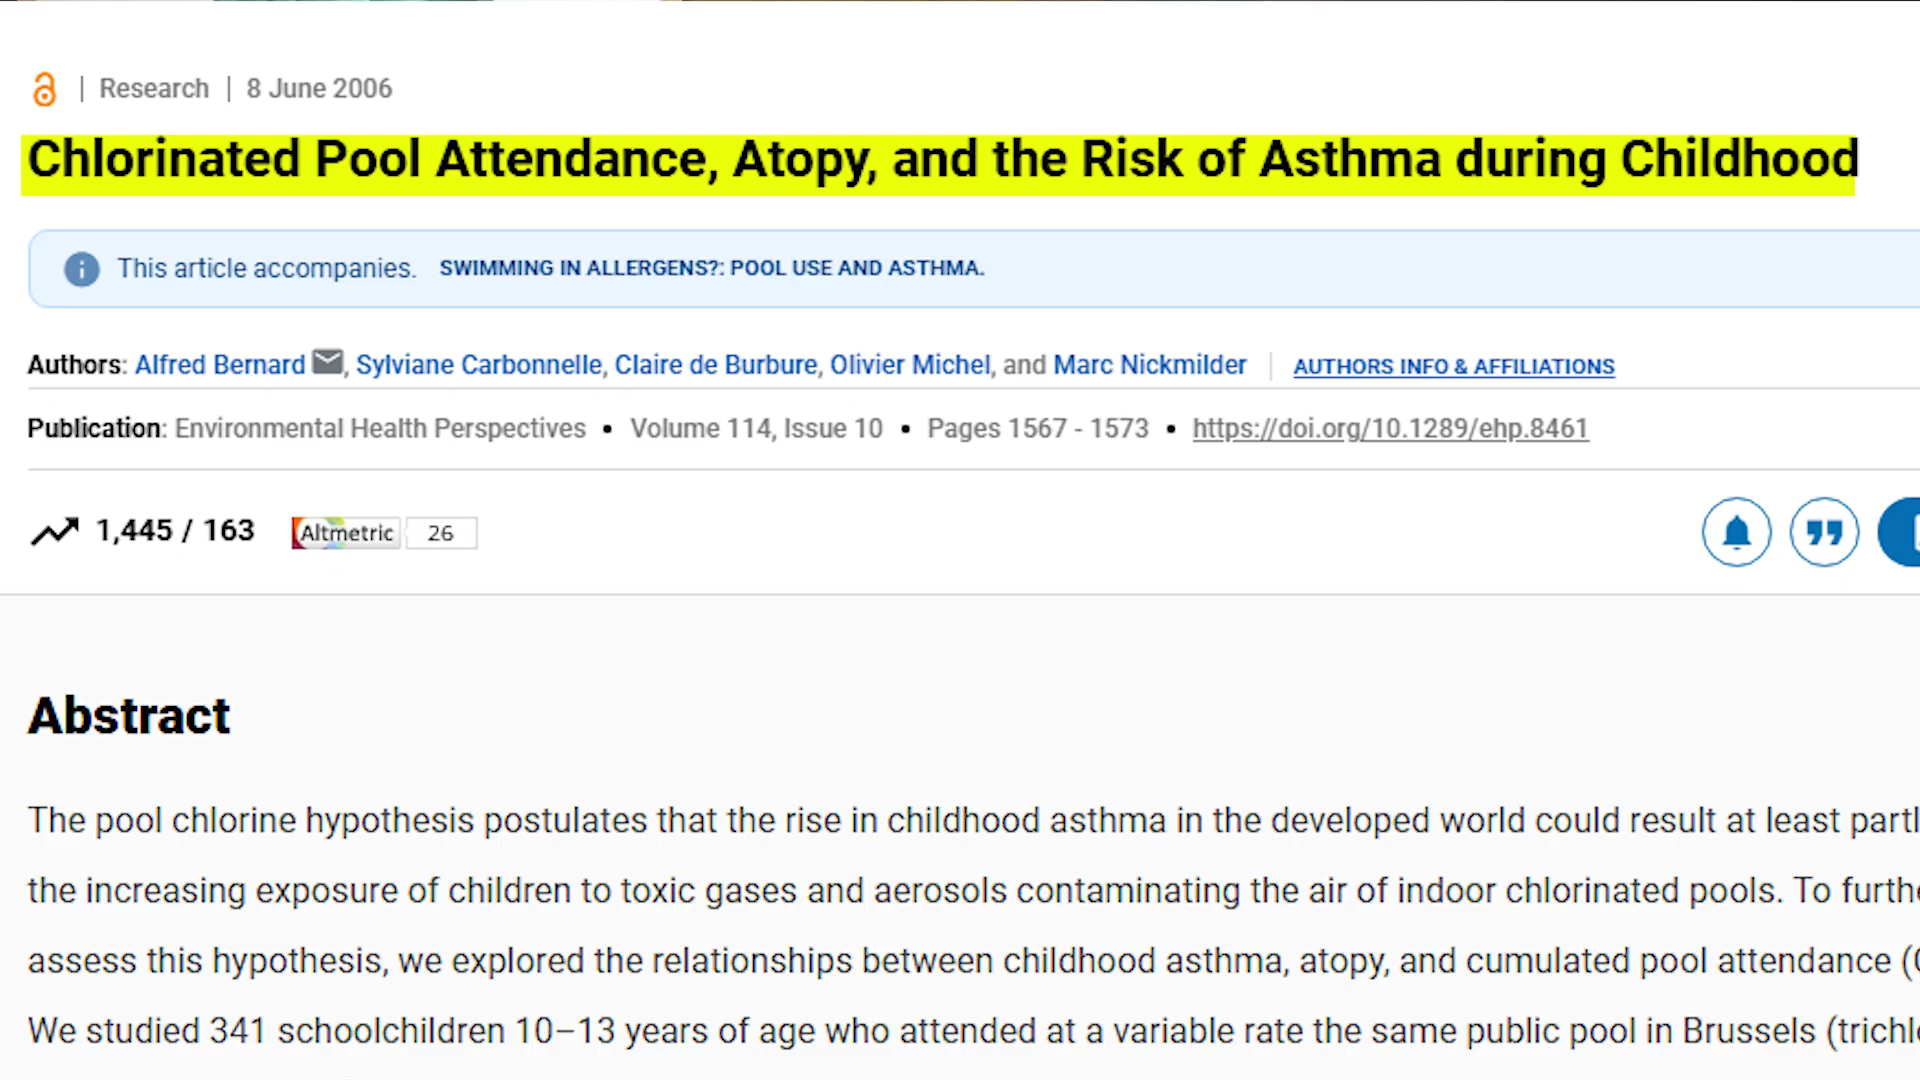 | Research | 8 June 2006
Chlorinated Pool Attendance, Atopy, and the Risk of Asthma during Childhood
This article accompanies. SWIMMING IN ALLERGENS?: POOL USE AND ASTHMA.
Authors: Alfred Bernard, Sylviane Carbonnelle, Claire de Burbure, Olivier Michel, and Marc Nickmilder | AUTHORS INFO & AFFILIATIONS
Publication: Environmental Health Perspectives • Volume 114, Issue 10 • Pages 1567 - 1573 • https://doi.org/10.1289/ehp.8461
1,445 / 163 Altmetric 26
Abstract
The pool chlorine hypothesis postulates that the rise in childhood asthma in the developed world could result at least
the increasing exposure of children to toxic gases and aerosols contaminating the air of indoor chlorinated pools. To
assess this hypothesis, we explored the relationships between childhood asthma, atopy, and cumulated pool attendance
We studied 341 schoolchildren 10–13 years of age who attended at a variable rate the same public pool in Brussels